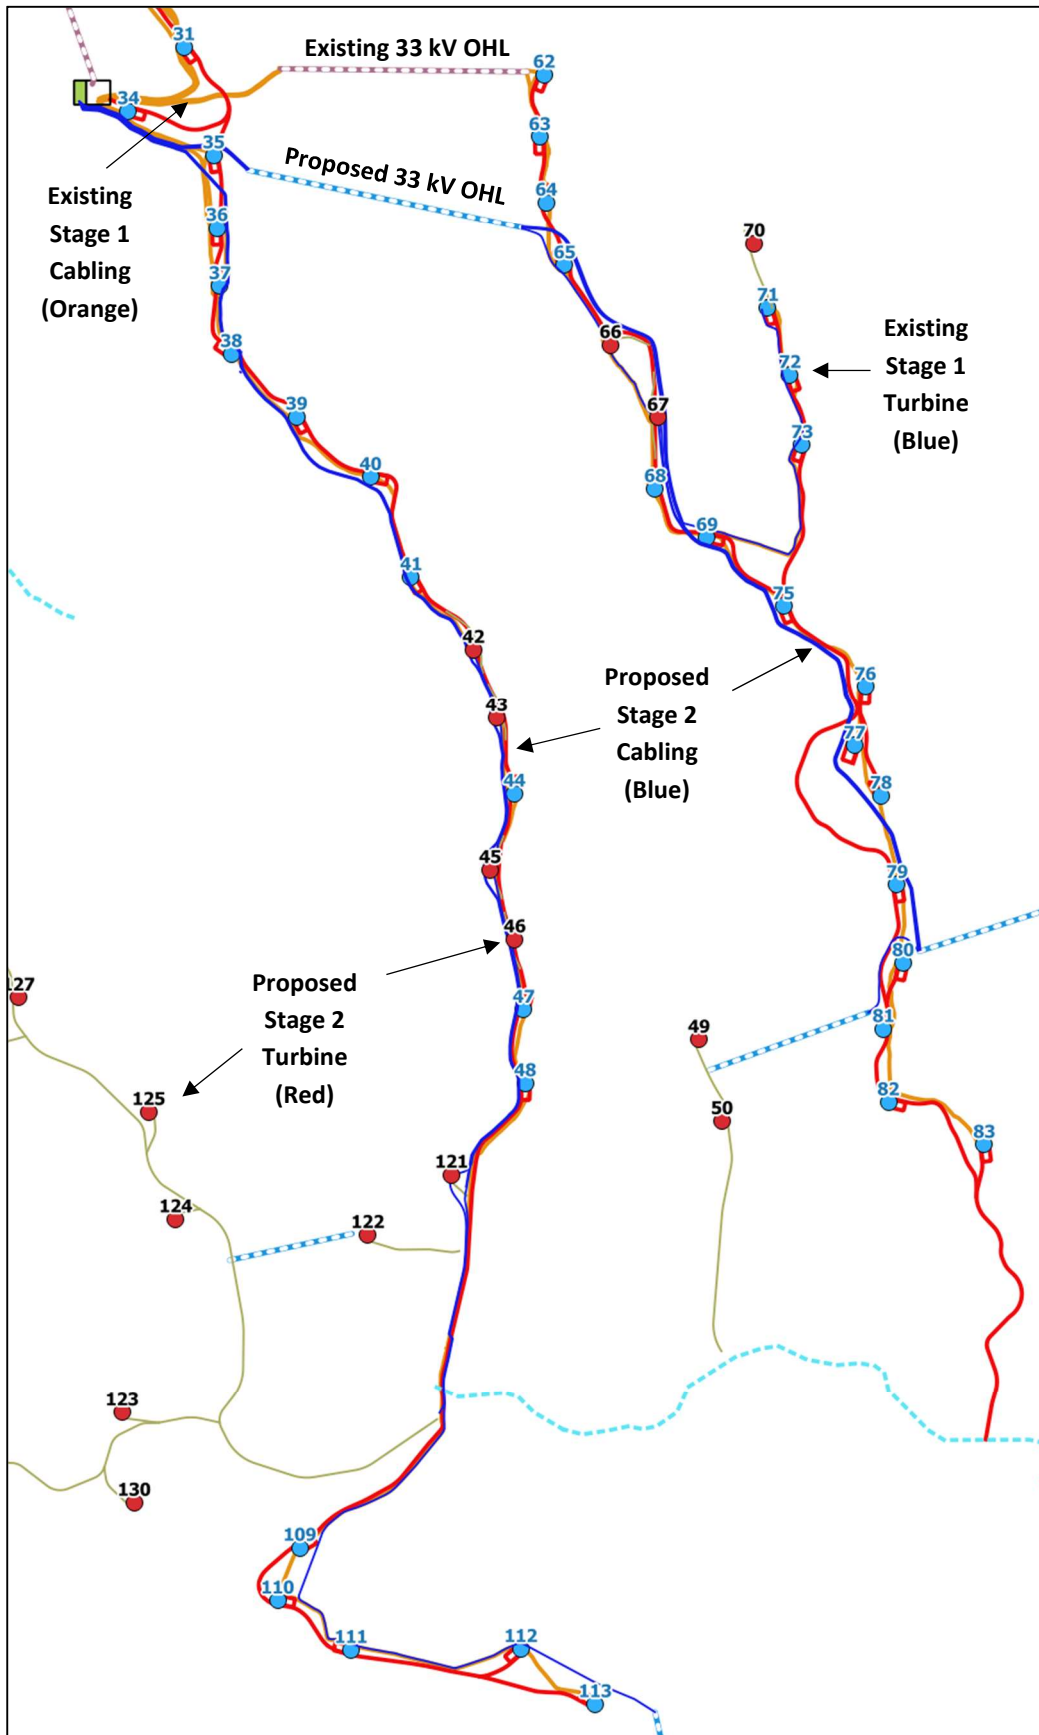 31
Existing 33 kV OHL
62
34
63
35
Proposed 33 kV OHL
Existing
Stage 1
Cabling
(Orange)
64
36
70
65
37
71
66
38
Existing
Stage 1
Turbine
(Blue)
72
39
67
73
40
68
69
41
75
42
76
Proposed
Stage 2
Cabling
(Blue)
43
77
44
78
45
79
46
80
Proposed
Stage 2
Turbine
(Red)
127
47
81
49
48
82
125
50
83
121
124
122
123
130
109
110
111
112
113